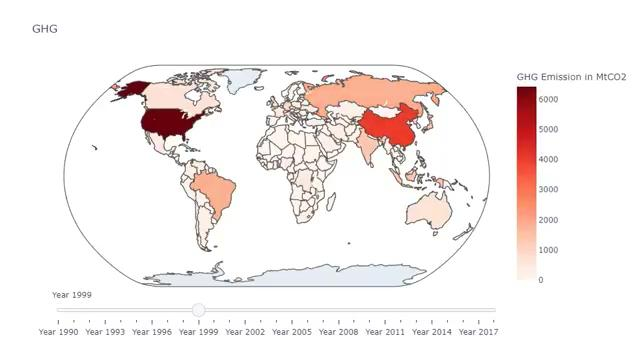 GHG
GHG Emission in MtCO2
6000
5000
4000
3000
2000
1000
0
Year 1999
Year 1990 Year 1993 Year 1996 Year 1999 Year 2002 Year 2005 Year 2008 Year 2011 Year 2014 Year 2017